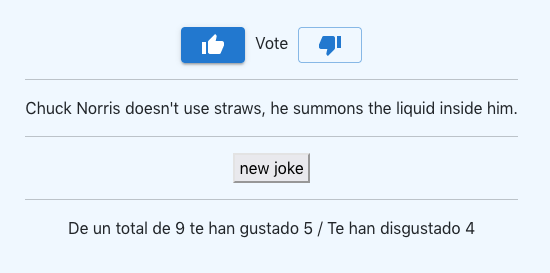 Vote
Chuck Norris doesn't use straws, he summons the liquid inside him.
new joke
De un total de 9 te han gustado 5 / Te han disgustado 4